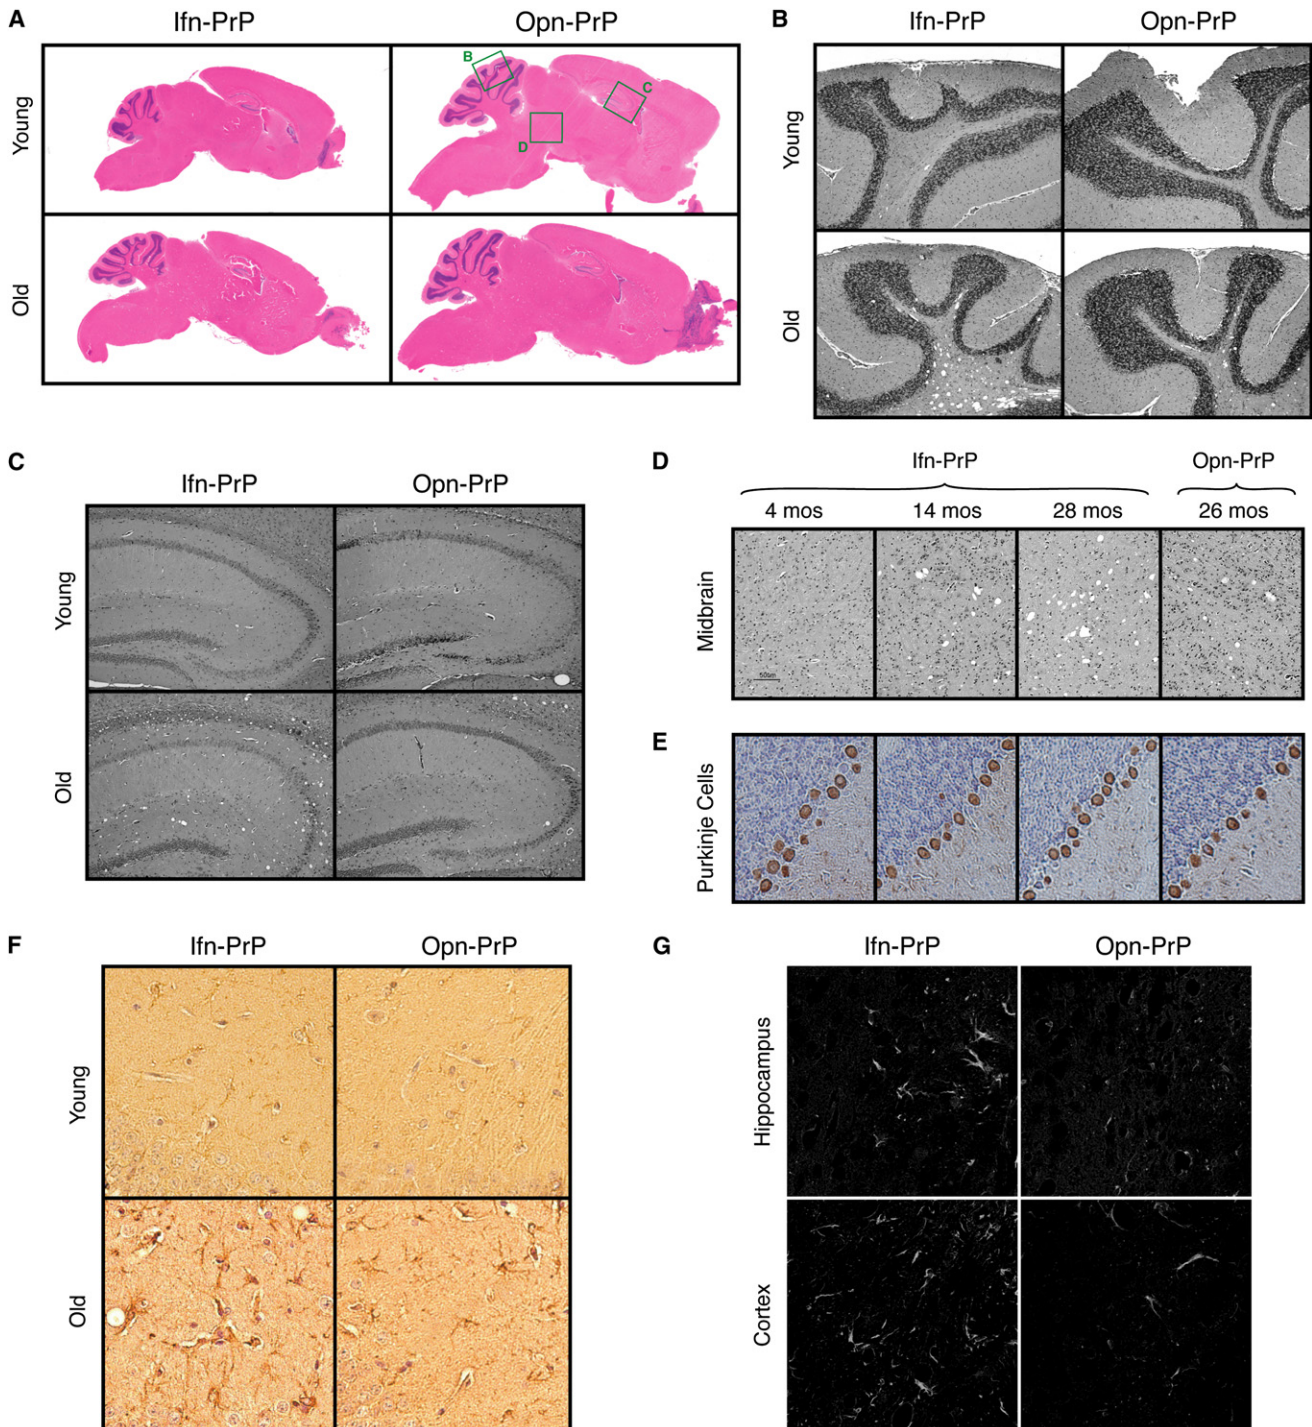 A
Ifn-PrP Opn-PrP
Young
Old
B
C
D
B
Ifn-PrP Opn-PrP
Young
Old
C
Ifn-PrP Opn-PrP
Young
Old
D
Ifn-PrP Opn-PrP
4 mos 14 mos 28 mos 26 mos
Midbrain
50um
E
Purkinje Cells
F
Ifn-PrP Opn-PrP
Young
Old
G
Ifn-PrP Opn-PrP
Hippocampus
Cortex